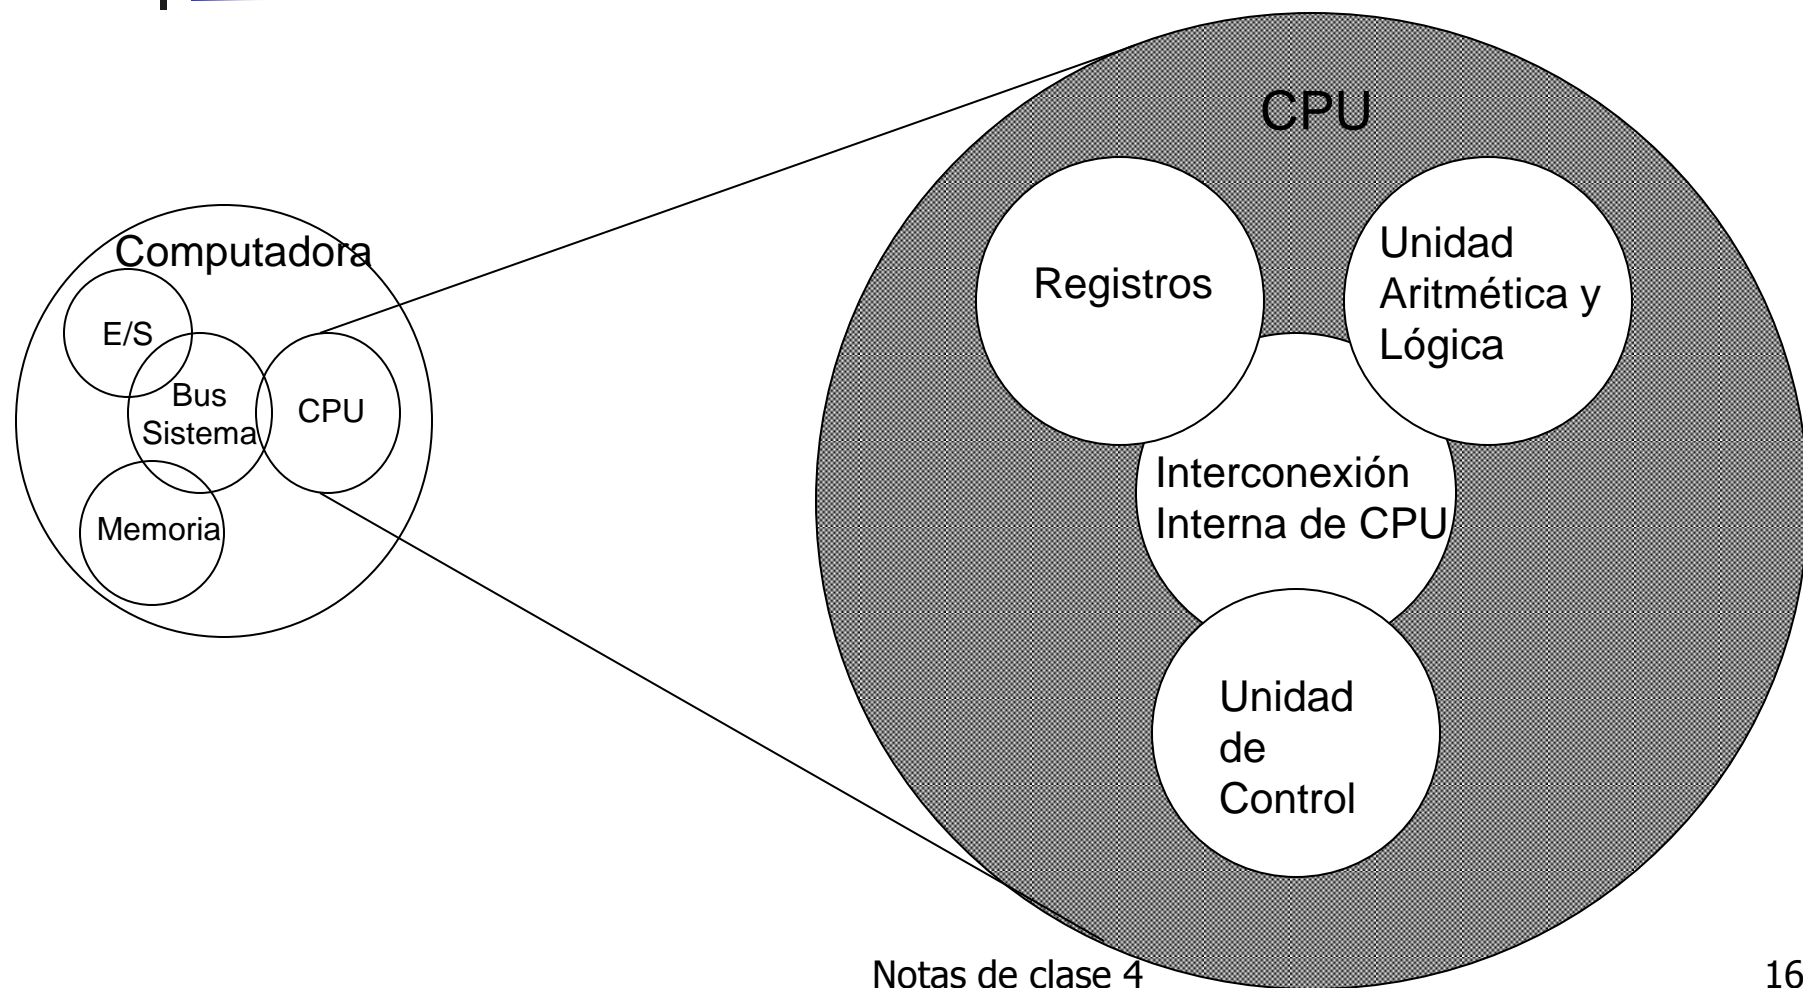 Computadora
E/S
Bus
Sistema
CPU
Memoria
CPU
Registros
Unidad
Aritmética y
Lógica
Interconexión
Interna de CPU
Unidad
de
Control
Notas de clase 4
16